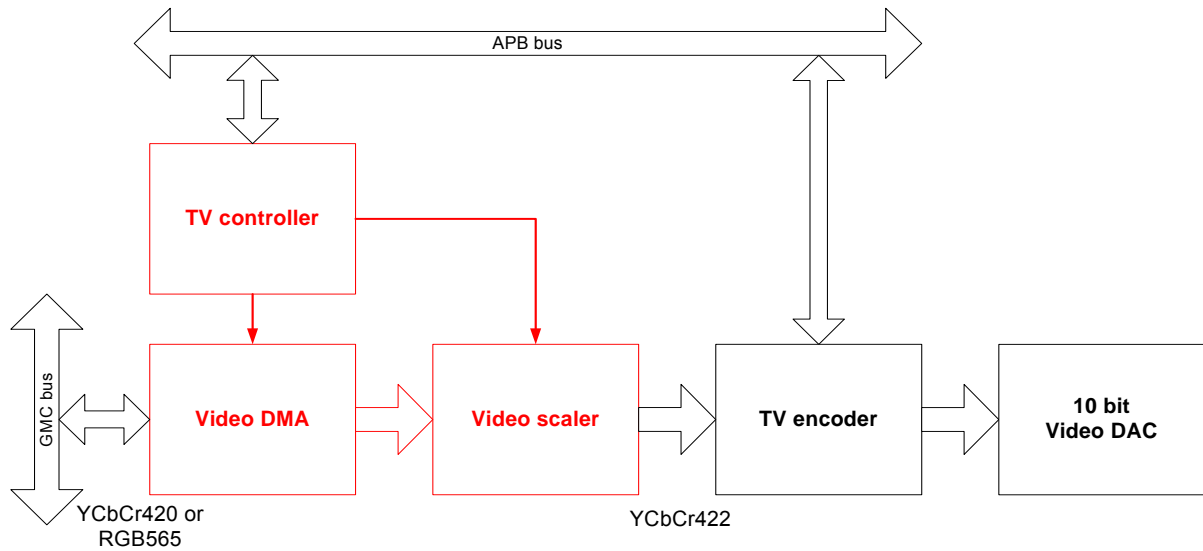 APB bus
TV controller
GMC bus
Video DMA
Video scaler
TV encoder
10 bit
Video DAC
YCbCr420 or
RGB565
YCbCr422